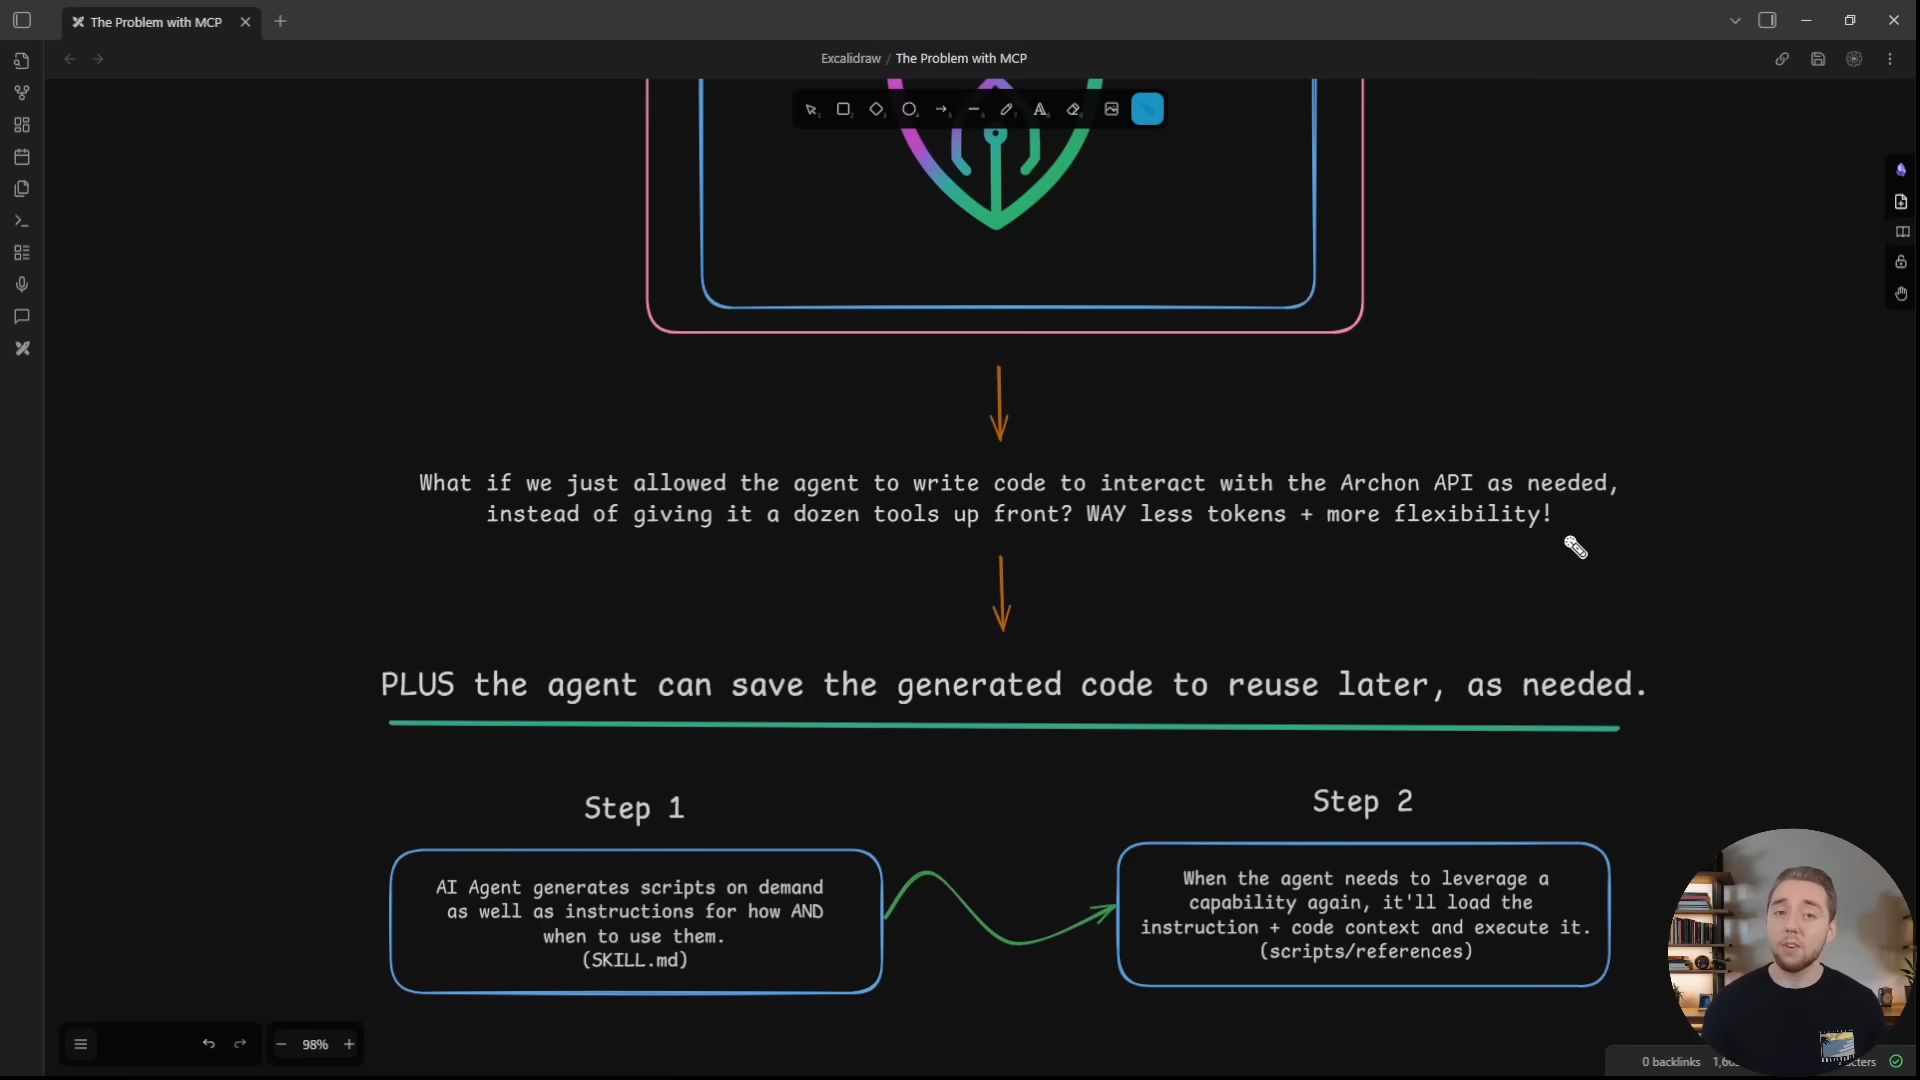 The Problem with MCP
Excalidraw / The Problem with MCP
What if we just allowed the agent to write code to interact with the Archon API as needed,
instead of giving it a dozen tools up front? WAY less tokens + more flexibility!
PLUS the agent can save the generated code to reuse later, as needed.
Step 1
AI Agent generates scripts on demand
as well as instructions for how AND
when to use them.
(SKILL.md)
Step 2
When the agent needs to leverage a
capability again, it'll load the
instruction + code context and execute it.
(scripts/references)
98%
0 backlinks